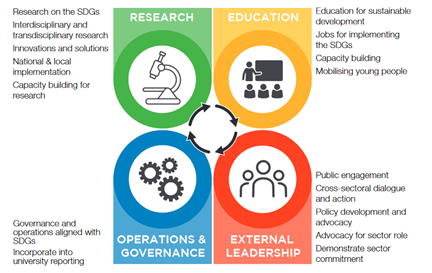 Research on the SDGs
Interdisciplinary and
transdisciplinary research
Innovations and solutions
National & local
implementation
Capacity building for
research
RESEARCH
EDUCATION
Education for sustainable
development
Jobs for implementing
the SDGs
Capacity building
Mobilising young people
Governance and
operations aligned with
SDGs
Incorporate into
university reporting
OPERATIONS &
GOVERNANCE
EXTERNAL
LEADERSHIP
Public engagement
Cross-sectoral dialogue
and action
Policy development and
advocacy
Advocacy for sector role
Demonstrate sector
commitment